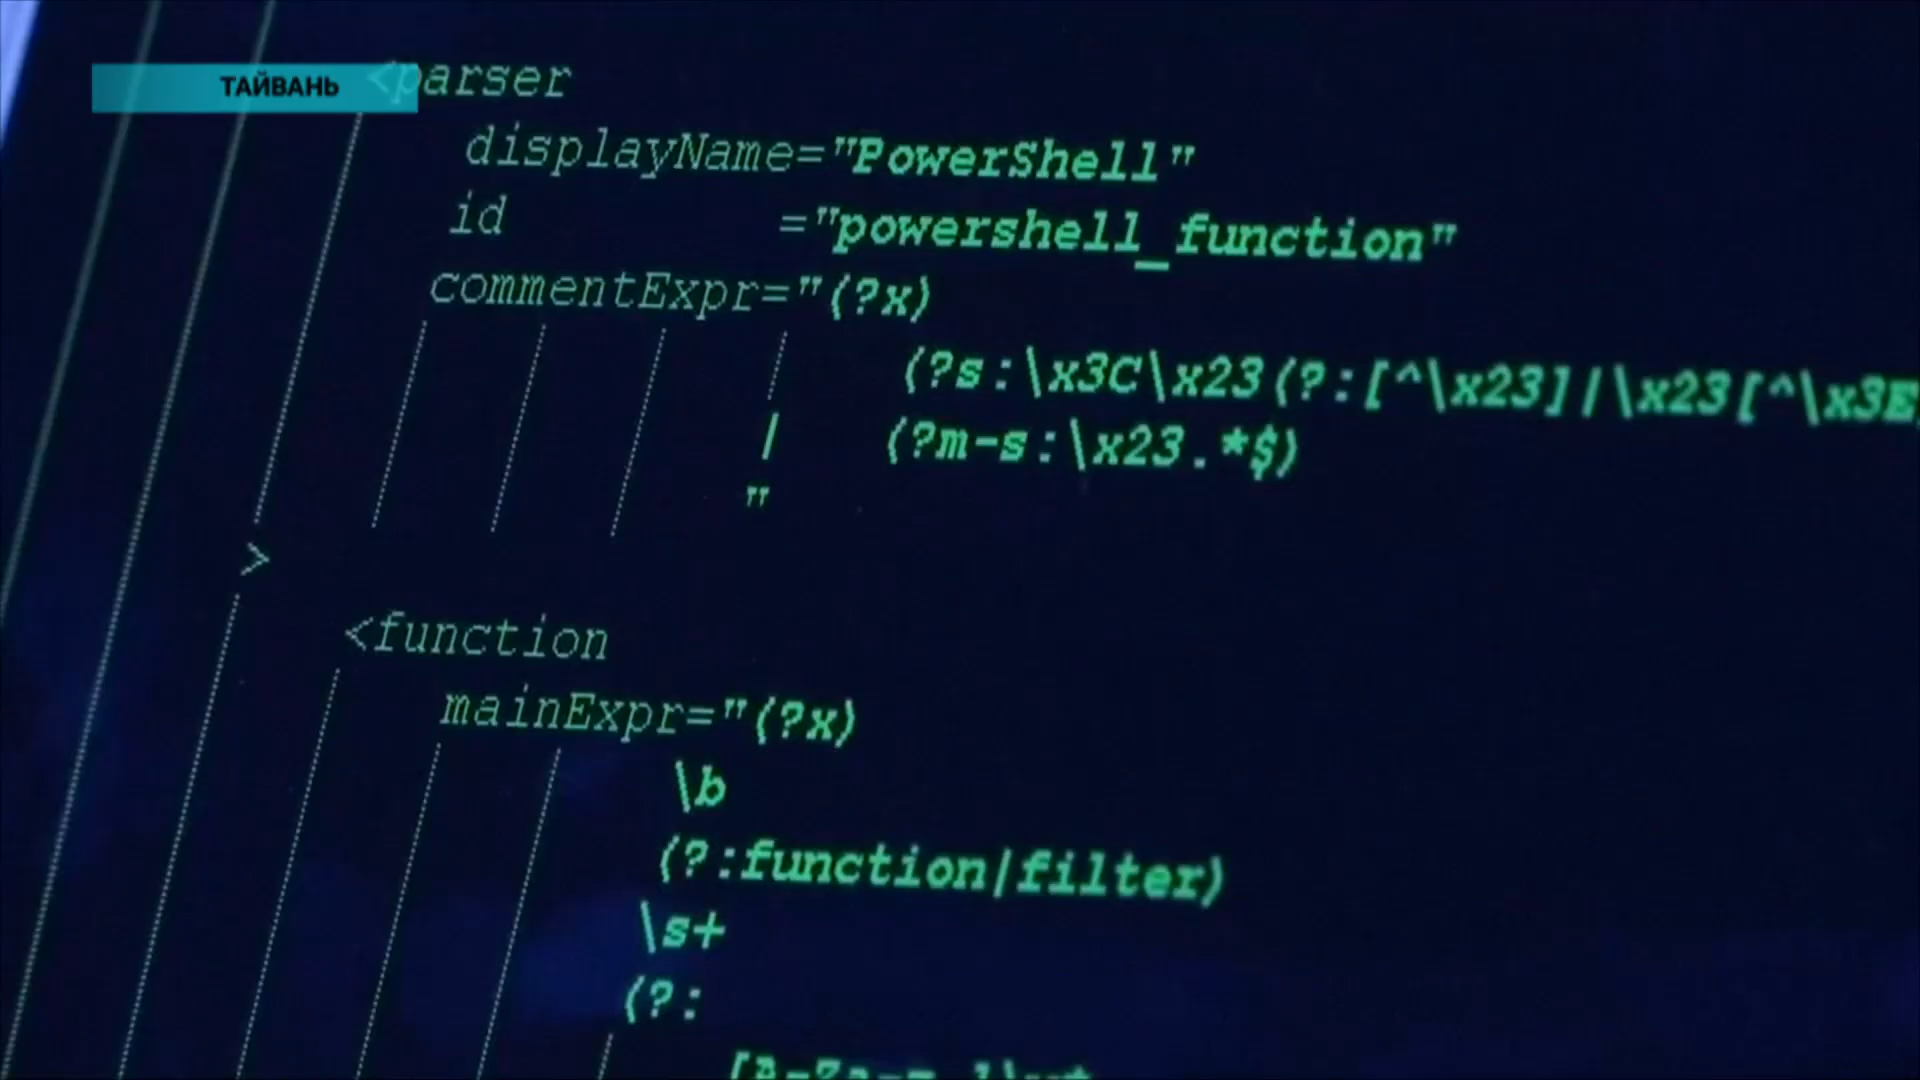 ТАЙВАНЬ
<parser
displayName="PowerShell"
id ="powershell_function"
commentExpr="(?x)
(?s:\x3C\x23(?:[^\x23]|\x23[^\x3E
| (?m-s:\x23.*$)
"
>
<function
mainExpr="(?x)
\b
(?:function|filter)
\s+
(?: